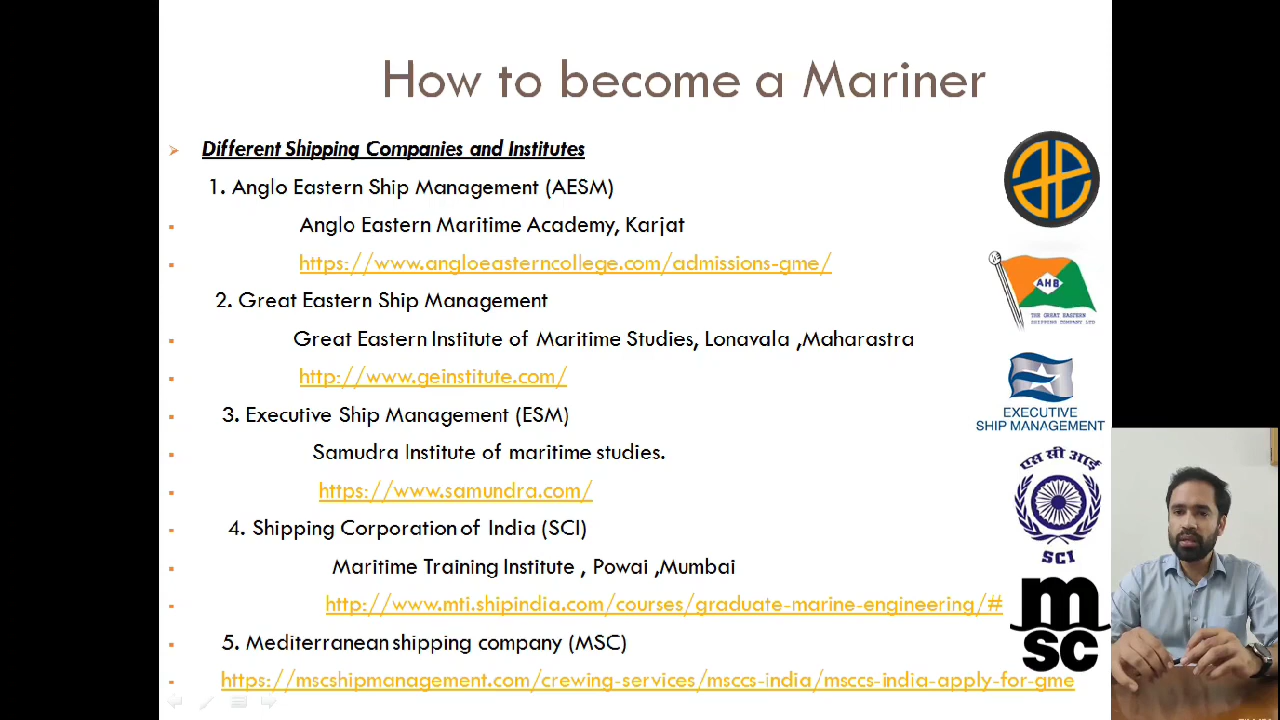 How to become a Mariner
Different Shipping Companies and Institutes
1. Anglo Eastern Ship Management (AESM)
Anglo Eastern Maritime Academy, Karjat
https://www.angloeasterncollege.com/admissions-gme/
AHB
THE GREAT EASTERN
SHIPPING COMPANY LTD
2. Great Eastern Ship Management
Great Eastern Institute of Maritime Studies, Lonavala ,Maharastra
http://www.geinstitute.com/
3. Executive Ship Management (ESM)
EXECUTIVE
SHIP MANAGEMENT
Samudra Institute of maritime studies.
https://www.samundra.com/
एस सी आई
4. Shipping Corporation of India (SCI)
SCI
Maritime Training Institute , Powai ,Mumbai
http://www.mti.shipindia.com/courses/graduate-marine-engineering/#
m
sc
5. Mediterranean shipping company (MSC)
https://mscshipmanagement.com/crewing-services/msccs-india/msccs-india-apply-for-gme